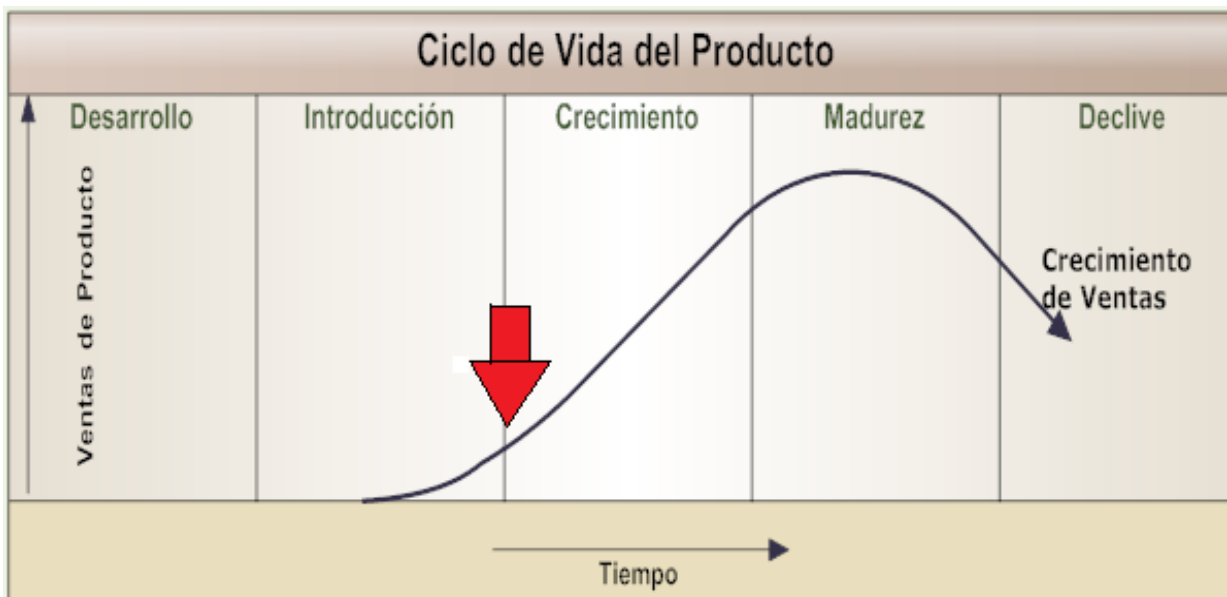 Ciclo de Vida del Producto
Desarrollo
Introducción
Crecimiento
Madurez
Declive
Ventas de Producto
Crecimiento
de Ventas
Tiempo